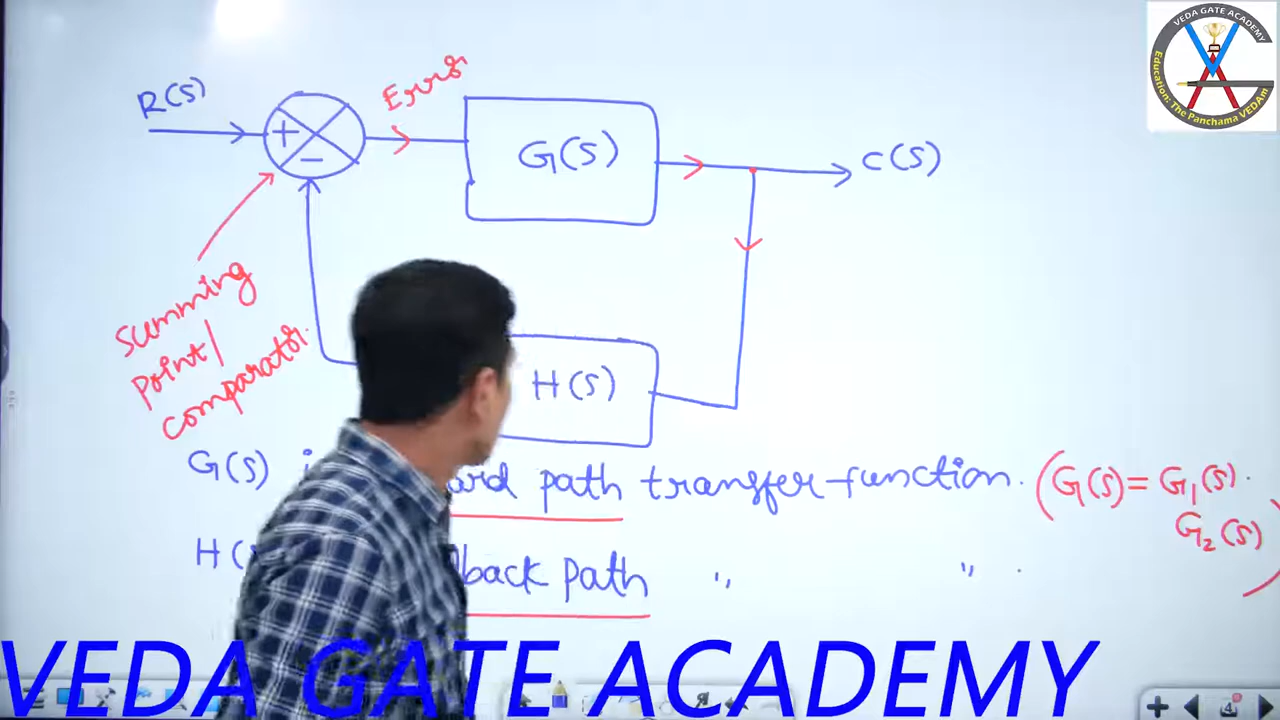 VEDA GATE ACADEMY
Education: The Panchama VEDAm
R(S)
+
−
Error
G(S)
C(S)
Summing
Point/
comparator.
H(S)
G(S)
path transfer-function. (G(S) = G₁(S).
G₂(S))
H(
back path " " .
VEDA GATE ACADEMY
4